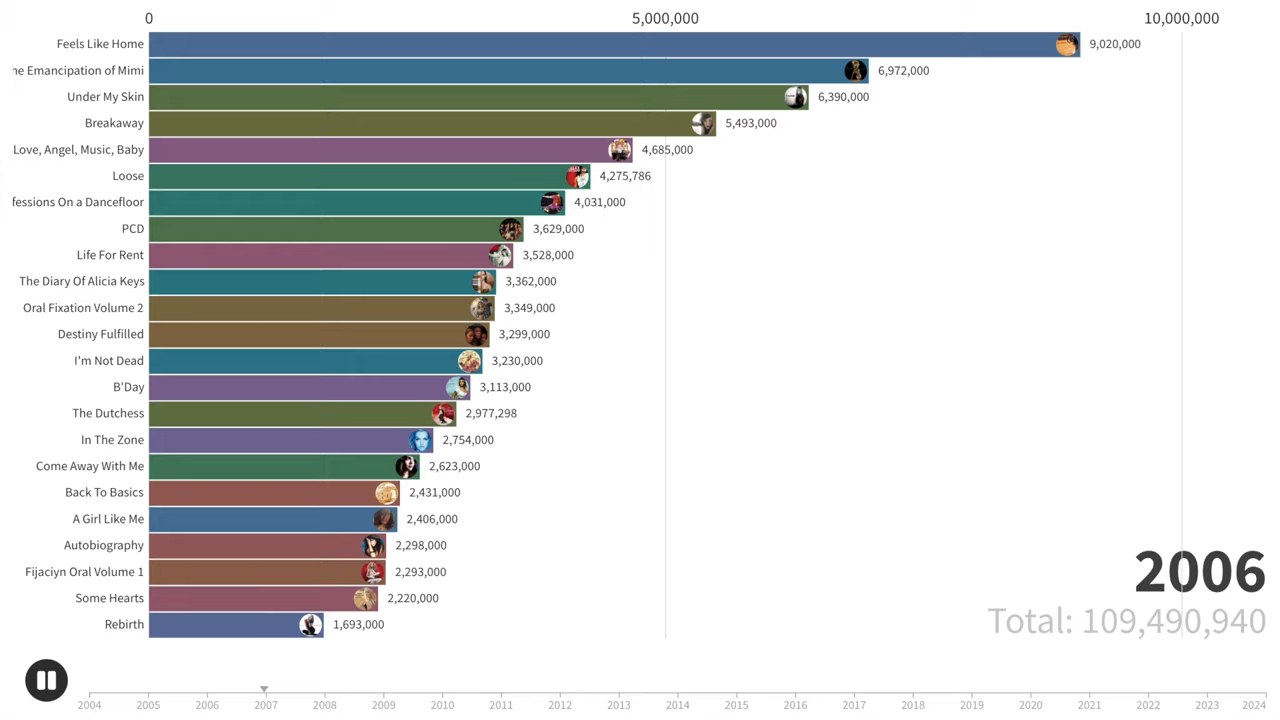 0 5,000,000 10,000,000
Feels Like Home 9,020,000
ne Emancipation of Mimi 6,972,000
Under My Skin 6,390,000
Breakaway 5,493,000
Love, Angel, Music, Baby 4,685,000
Loose 4,275,786
fessions On a Dancefloor 4,031,000
PCD 3,629,000
Life For Rent 3,528,000
The Diary Of Alicia Keys 3,362,000
Oral Fixation Volume 2 3,349,000
Destiny Fulfilled 3,299,000
I'm Not Dead 3,230,000
B'Day 3,113,000
The Dutchess 2,977,298
In The Zone 2,754,000
Come Away With Me 2,623,000
Back To Basics 2,431,000
A Girl Like Me 2,406,000
Autobiography 2,298,000
Fijaciyn Oral Volume 1 2,293,000
Some Hearts 2,220,000
Rebirth 1,693,000
2006
Total: 109,490,940
2004 2005 2006 2007 2008 2009 2010 2011 2012 2013 2014 2015 2016 2017 2018 2019 2020 2021 2022 2023 2024